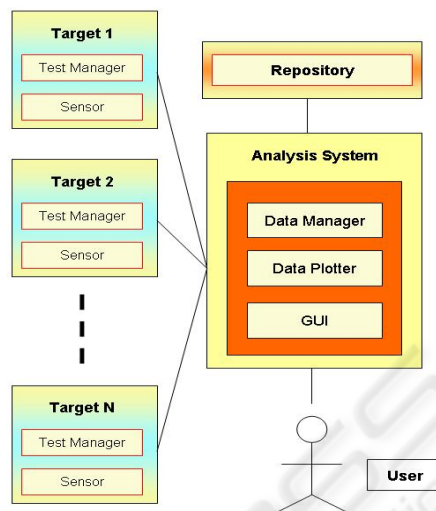 Target 1
Test Manager
Sensor
Target 2
Test Manager
Sensor
Target N
Test Manager
Sensor
Repository
Analysis System
Data Manager
Data Plotter
GUI
User